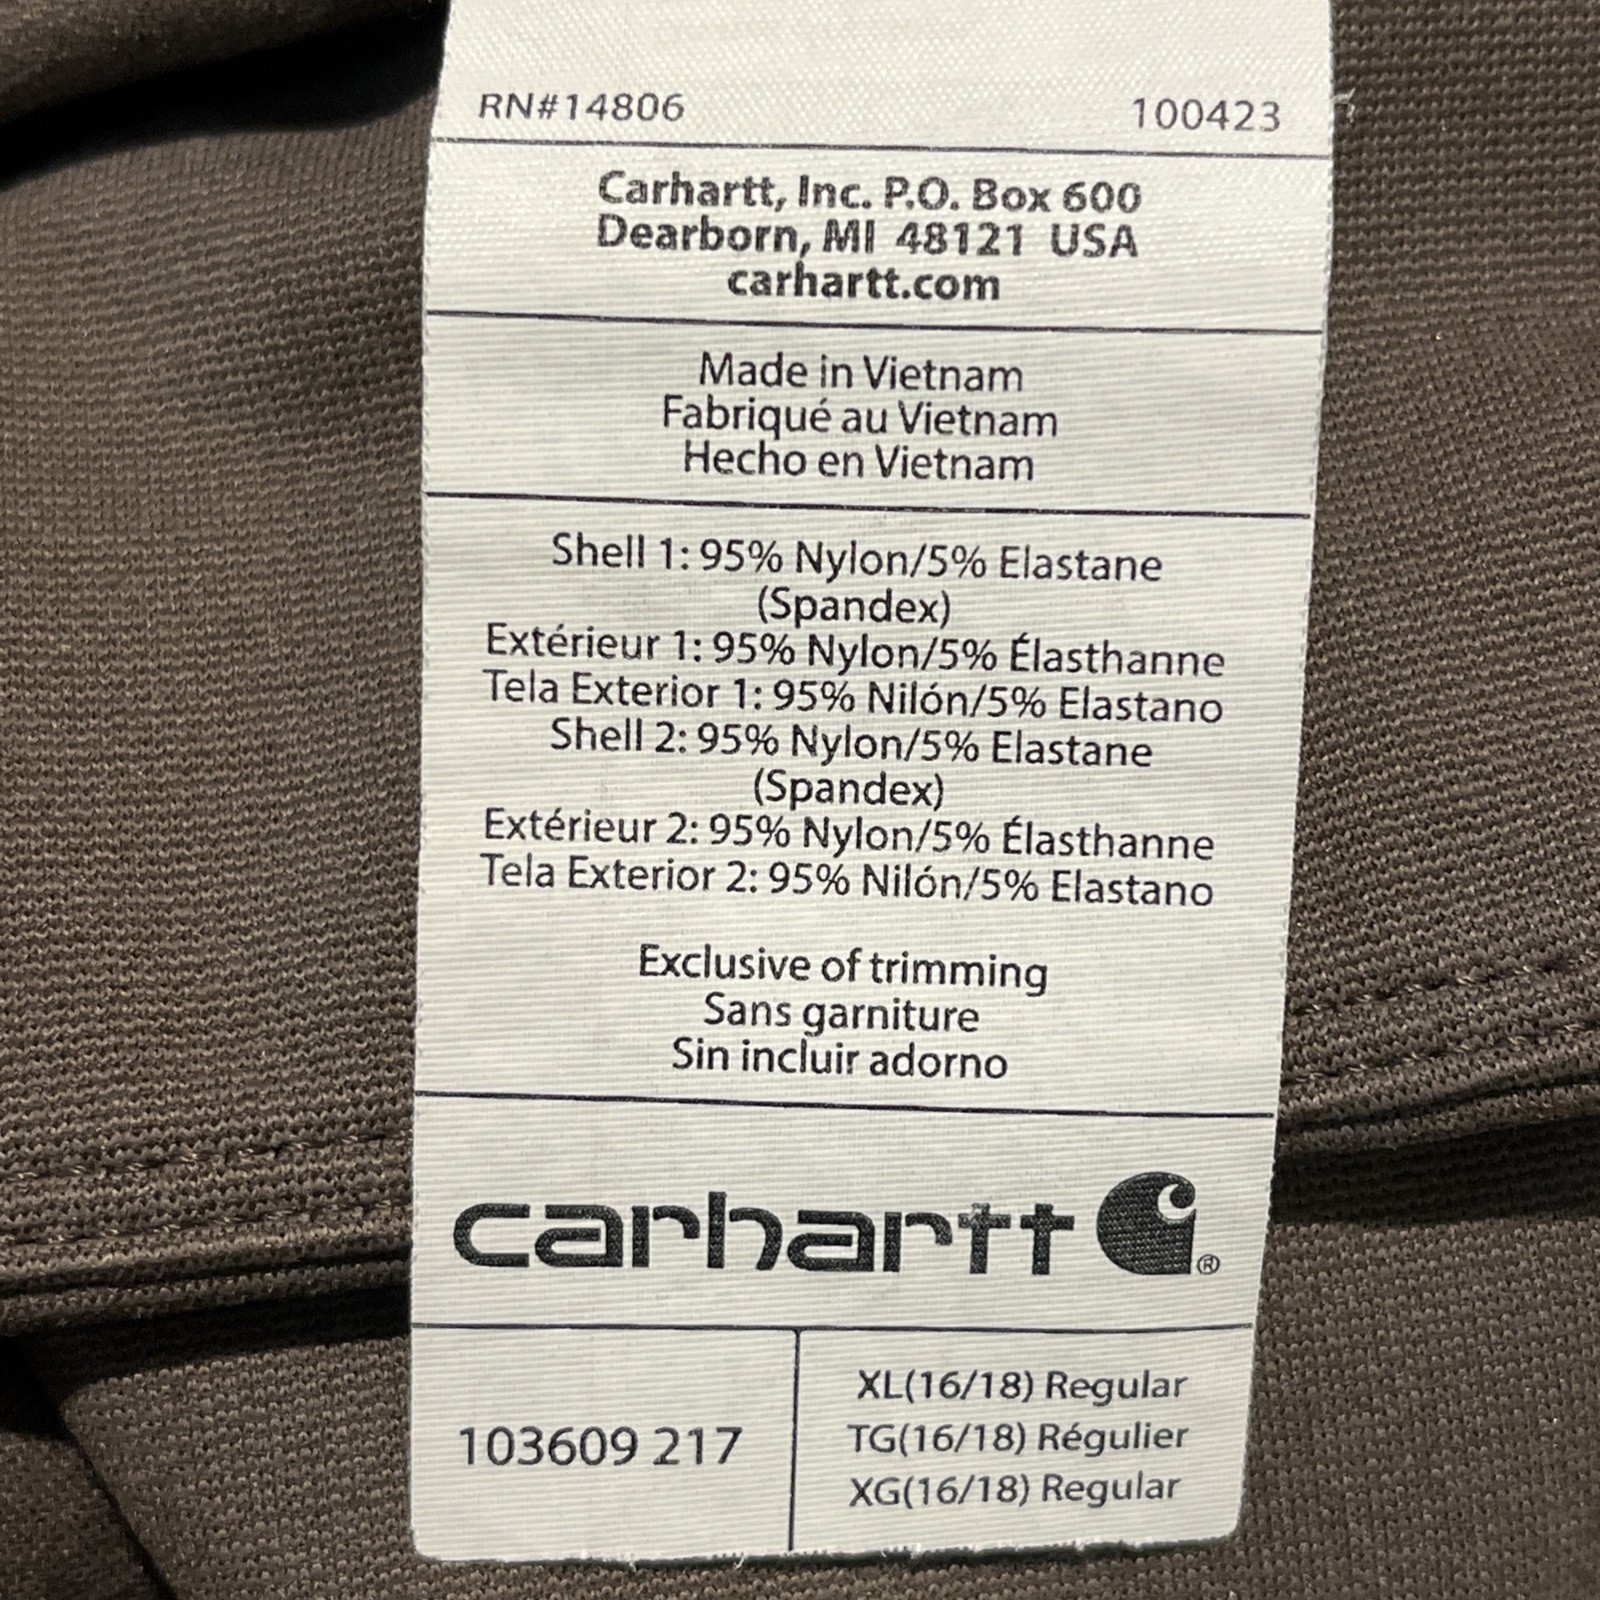 RN#14806 100423
Carhartt, Inc. P.O. Box 600
Dearborn, MI 48121 USA
carhartt.com
Made in Vietnam
Fabriqué au Vietnam
Hecho en Vietnam
Shell 1: 95% Nylon/5% Elastane
(Spandex)
Extérieur 1: 95% Nylon/5% Élasthanne
Tela Exterior 1: 95% Nilón/5% Elastano
Shell 2: 95% Nylon/5% Elastane
(Spandex)
Extérieur 2: 95% Nylon/5% Élasthanne
Tela Exterior 2: 95% Nilón/5% Elastano
Exclusive of trimming
Sans garniture
Sin incluir adorno
carhartt ®
103609 217
XL(16/18) Regular
TG(16/18) Régulier
XG(16/18) Regular